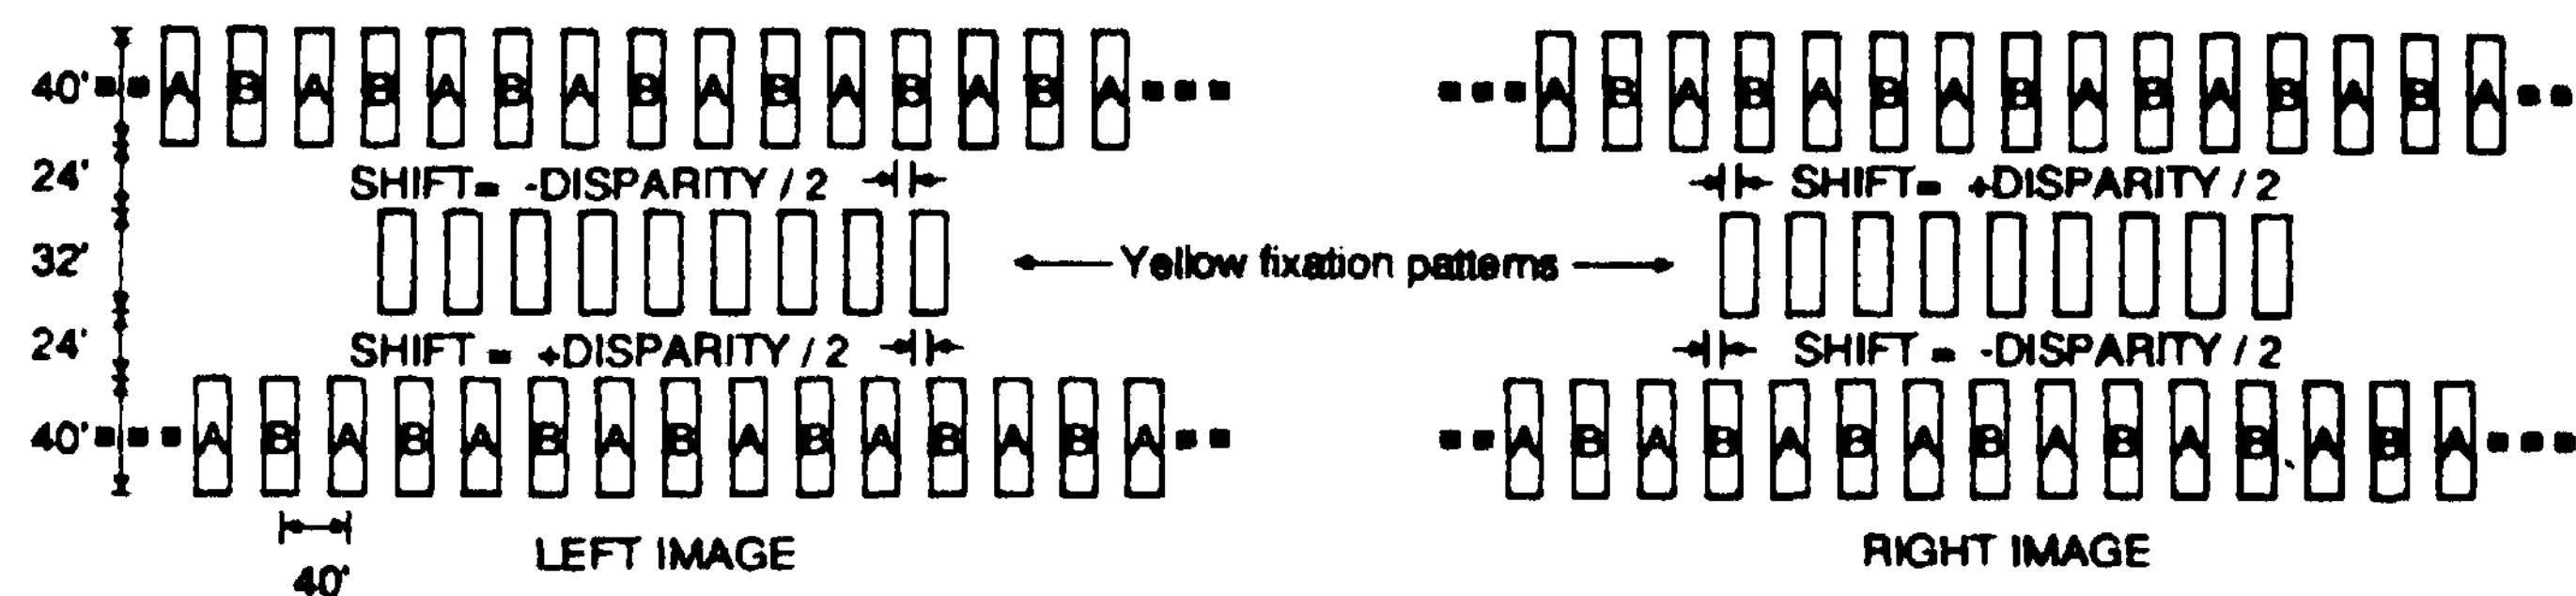 40' A B A B A B A B A B A B A B A A B A B A B A B A B A B A B A
24' SHIFT= -DISPARITY / 2 SHIFT= +DISPARITY / 2
32' Yellow fixation patterns
24' SHIFT = +DISPARITY / 2 SHIFT = -DISPARITY / 2
40' A B A B A B A B A B A B A B A A B A B A B A B A B A B A B A
40' LEFT IMAGE RIGHT IMAGE